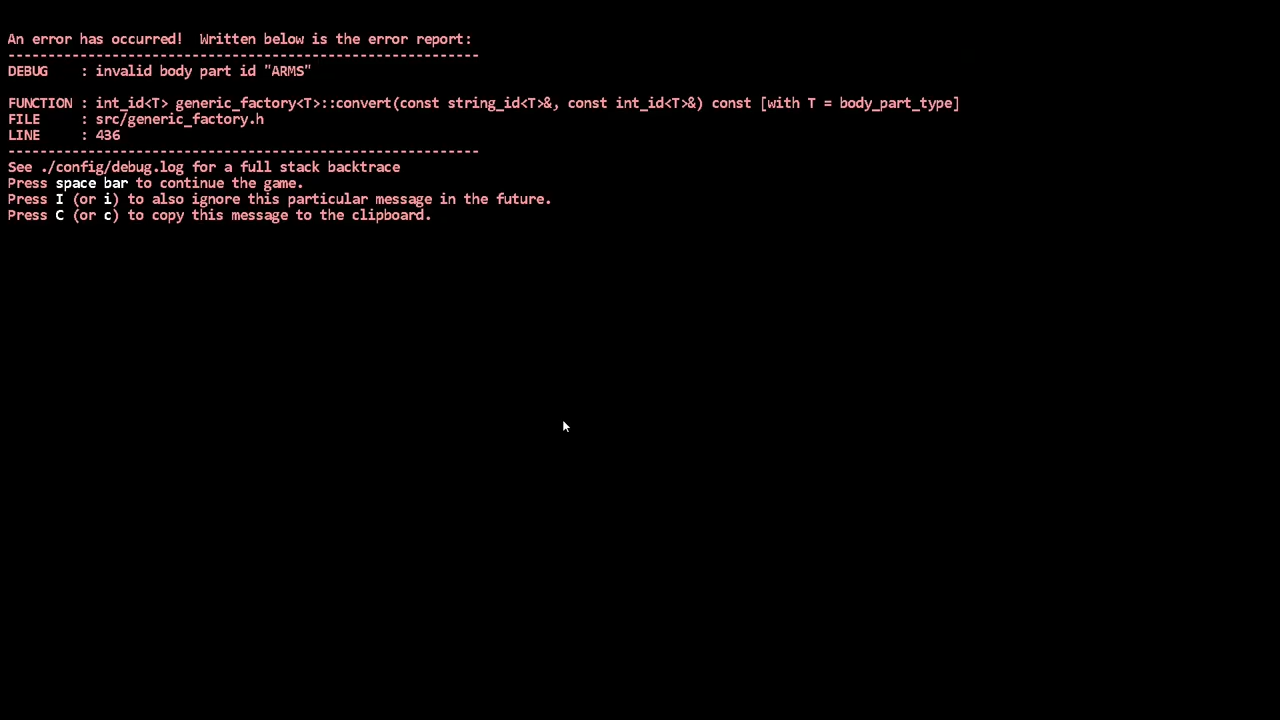 An error has occurred!  Written below is the error report:
-----------------------------------------------------------
DEBUG    : invalid body part id "ARMS"
FUNCTION : int_id<T> generic_factory<T>::convert(const string_id<T>&, const int_id<T>&) const [with T = body_part_type]
FILE     : src/generic_factory.h
LINE     : 436
-----------------------------------------------------------
See ./config/debug.log for a full stack backtrace
Press space bar to continue the game.
Press I (or i) to also ignore this particular message in the future.
Press C (or c) to copy this message to the clipboard.